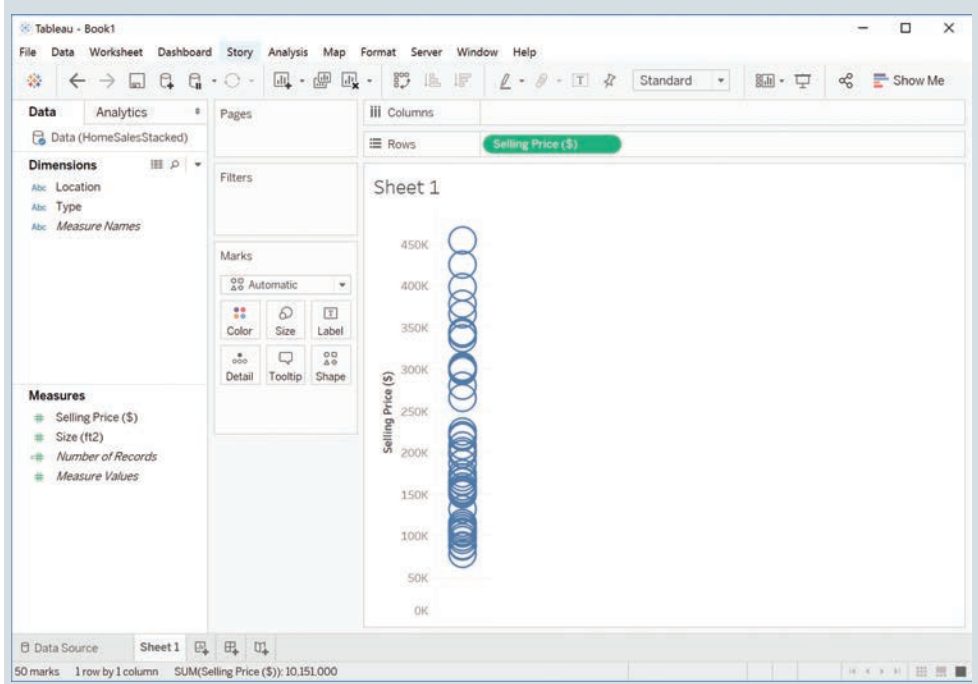 Tableau - Book1
File Data Worksheet Dashboard Story Analysis Map Format Server Window Help
Standard
Show Me
Data Analytics
Data (HomeSalesStacked)
Dimensions
Abc Location
Abc Type
Abc Measure Names
Measures
Selling Price ($)
Size (ft2)
Number of Records
Measure Values
Pages
Filters
Marks
Automatic
Color Size Label
Detail Tooltip Shape
Columns
Rows Selling Price ($)
Sheet 1
Selling Price ($)
450K
400K
350K
300K
250K
200K
150K
100K
50K
0K
Data Source Sheet 1
50 marks 1 row by 1 column SUM(Selling Price ($)): 10,151,000